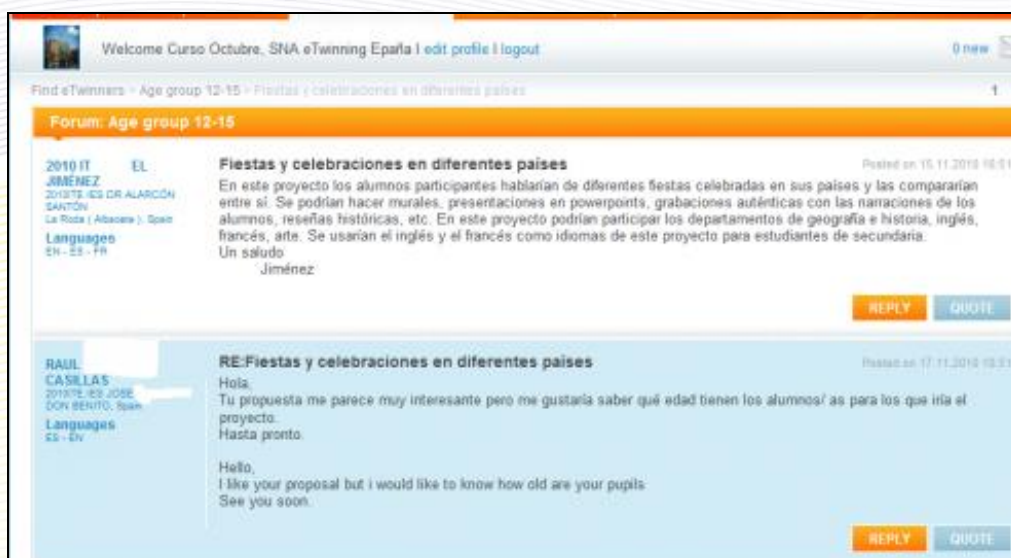 Welcome Curso Octubre, SNA eTwinning Epaña I edit profile I logout
0 new
Find eTwinners > Age group 12-15 > Fiestas y celebraciones en diferentes países
1
Forum: Age group 12-15
2010 IT EL
JIMÉNEZ
IES DR ALARCÓN
SANTÓN
La Roda ( Albacete ), Spain
Languages
EN - ES - FR
Fiestas y celebraciones en diferentes países
Posted on 15.11.2010
En este proyecto los alumnos participantes hablarían de diferentes fiestas celebradas en sus países y las compararían
entre sí. Se podrían hacer murales, presentaciones en powerpoints, grabaciones auténticas con las narraciones de los
alumnos, reseñas históricas, etc. En este proyecto podrían participar los departamentos de geografía e historia, inglés,
francés, arte. Se usarían el inglés y el francés como idiomas de este proyecto para estudiantes de secundaria.
Un saludo
Jiménez
REPLY QUOTE
RAUL
CASILLAS
IES JOSE
DON BENITO, Spain
Languages
ES - EN
RE:Fiestas y celebraciones en diferentes países
Posted on 17.11.2010
Hola,
Tu propuesta me parece muy interesante pero me gustaría saber qué edad tienen los alumnos/ as para los que iría el
proyecto.
Hasta pronto.
Hello,
I like your proposal but i would like to know how old are your pupils
See you soon.
REPLY QUOTE